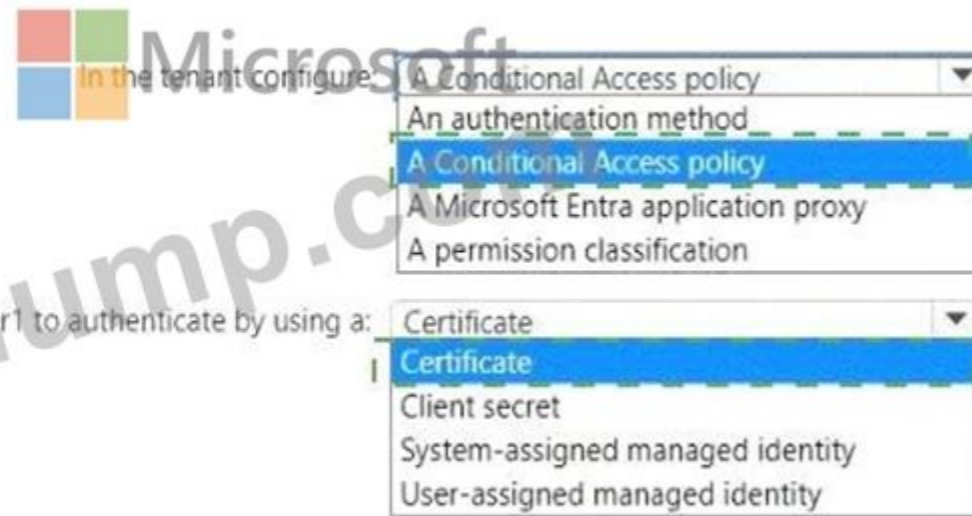 Microsoft
In the tenant configure: A Conditional Access policy
An authentication method
A Conditional Access policy
A Microsoft Entra application proxy
A permission classification
ump.com
r1 to authenticate by using a: Certificate
Certificate
Client secret
System-assigned managed identity
User-assigned managed identity